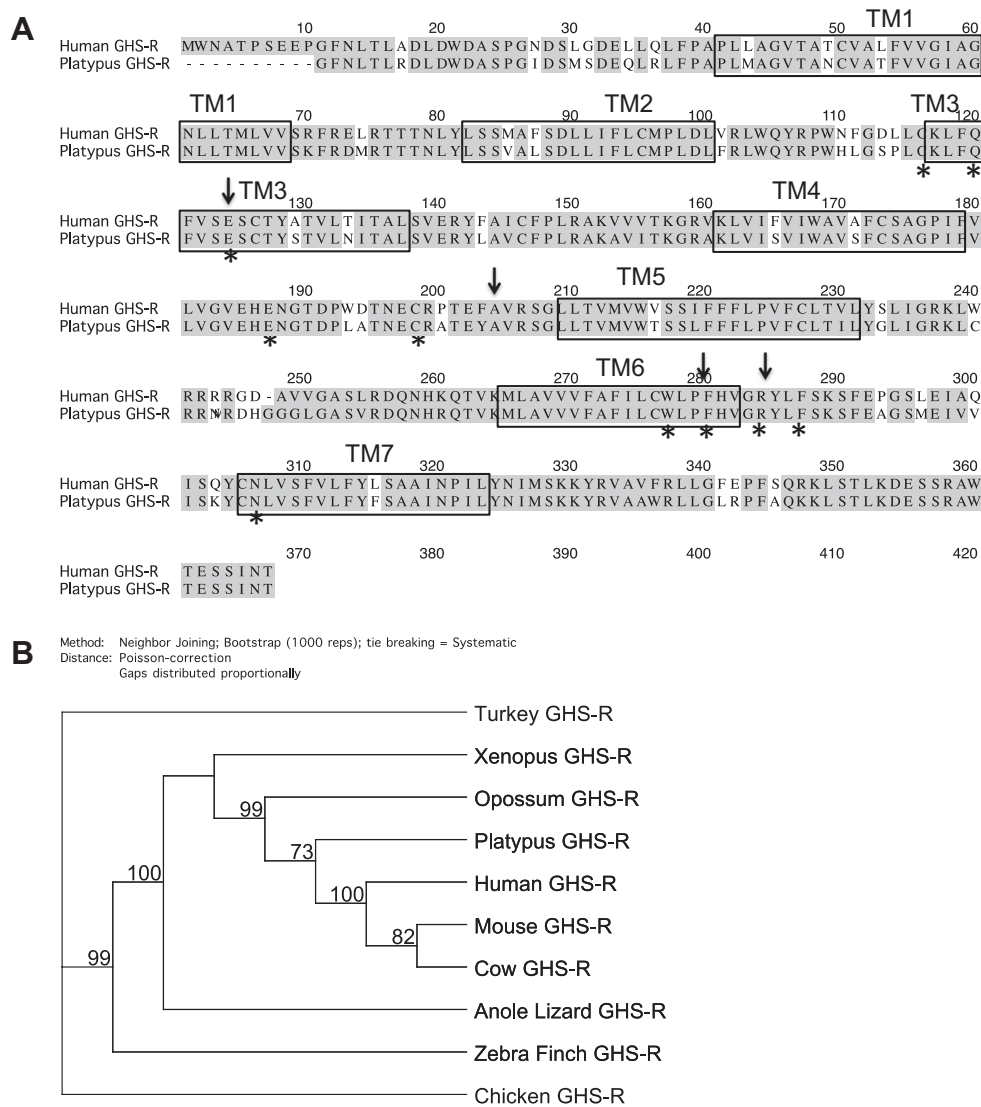 A
10 20 30 40 50 TM1 60
Human GHS-R MWNATPSEEPGFNLTLADLDWDASPGNDSLGDELLQLFPAPLLAGVTATCVALFVVGIAG
Platypus GHS-R ----------GFNLTLRDLDWDASPGIDSMSDEQLRLFPAPLMAGVTANCVATFVVGIAG
TM1 70 80 90 TM2 100 110 TM3 120
Human GHS-R NLLTMLVVSRFRELRTTTNLYLSSMAFSDLLIFLCMPLDLVRLWQYRPWNFGDLLCKLFQ
Platypus GHS-R NLLTMLVVSKFRDMRTTTNLYLSSVALSDLLIFLCMPLDLFRLWQYRPWHLGSPLCKLFQ
* *
TM3 130 140 150 160 TM4 170 180
Human GHS-R FVSESCTYATVLTITALSVERYFAICFPLRAKVVVTKGRVKLVIFVIWAVAFCSAGPIFV
Platypus GHS-R FVSESCTYSTVLNITALSVERYLAVCFPLRAKAVITKGRAKLVISVIWAVSFCSAGPIFV
*
190 200 210 TM5 220 230 240
Human GHS-R LVGVEHENGTDPWDTNECRPTEFAVRSGLLTVMVWVSSIFFFLPVFCLTVLYSLIGRKLW
Platypus GHS-R LVGVEHENGTDPLATNECRATEYAVRSGLLTVMVWTSSLFFFLPVFCLTILYGLIGRKLC
* *
250 260 270 TM6 280 290 300
Human GHS-R RRRRGD-AVVGASLRDQNHKQTVKMLAVVVFAFILCWLPFHVGRYLFSKSFEPGSLEIAQ
Platypus GHS-R RRNRDHGGGLGASVRDQNHRQTVKMLAVVVFAFILCWLPFHVGRYLFSKSFEAGSMEIVV
* * * *
310 TM7 320 330 340 350 360
Human GHS-R ISQYCNLVSFVLFYLSAAINPILYNIMSKKYRVAVFRLLGFEPFSQRKLSTLKDESSRAW
Platypus GHS-R ISKYCNLVSFVLFYFSAAINPILYNIMSKKYRVAAWRLLGLRPFAQKKLSTLKDESSRAW
*
370 380 390 400 410 420
Human GHS-R TESSINT
Platypus GHS-R TESSINT
B
Method: Neighbor Joining; Bootstrap (1000 reps); tie breaking = Systematic
Distance: Poisson-correction
Gaps distributed proportionally
Turkey GHS-R
Xenopus GHS-R
Opossum GHS-R
99
Platypus GHS-R
73
Human GHS-R
100
100
Mouse GHS-R
82
Cow GHS-R
99
Anole Lizard GHS-R
Zebra Finch GHS-R
Chicken GHS-R